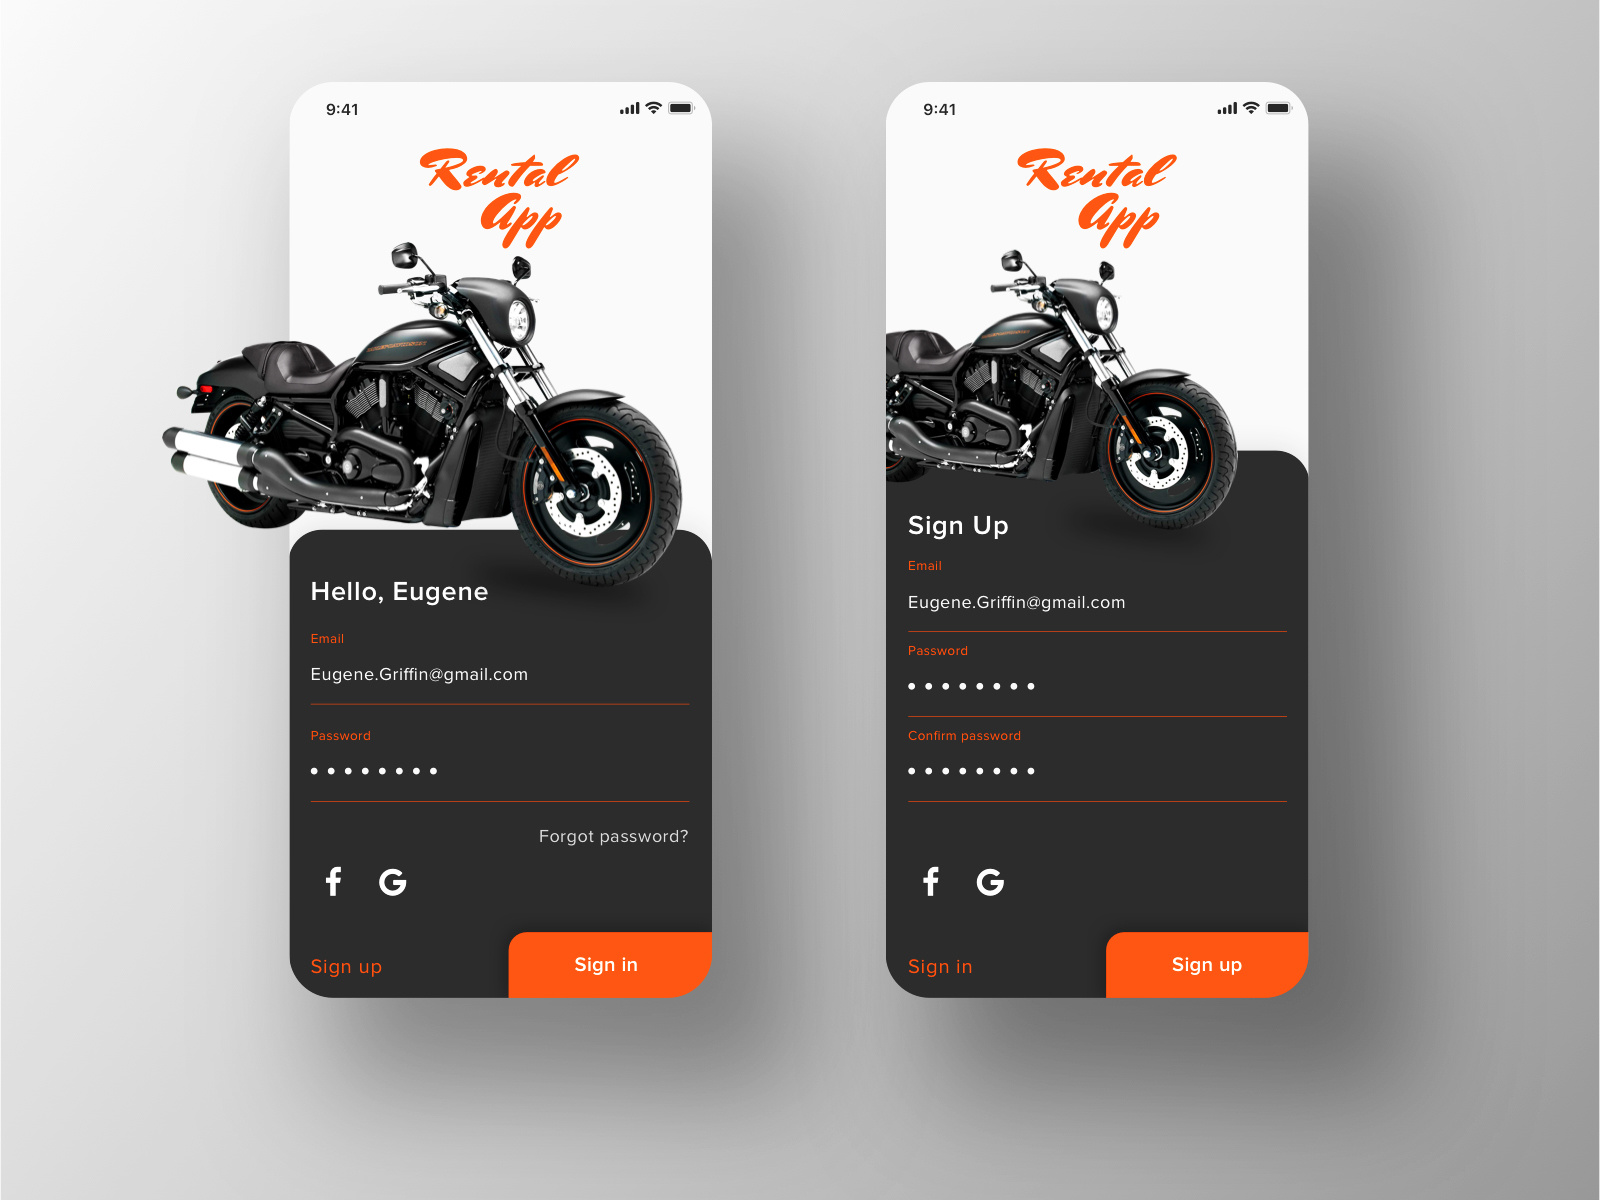 9:41
Rental
App
Hello, Eugene
Email
Eugene.Griffin@gmail.com
Password
Forgot password?
Sign up
Sign in
9:41
Rental
App
Sign Up
Email
Eugene.Griffin@gmail.com
Password
Confirm password
Sign in
Sign up